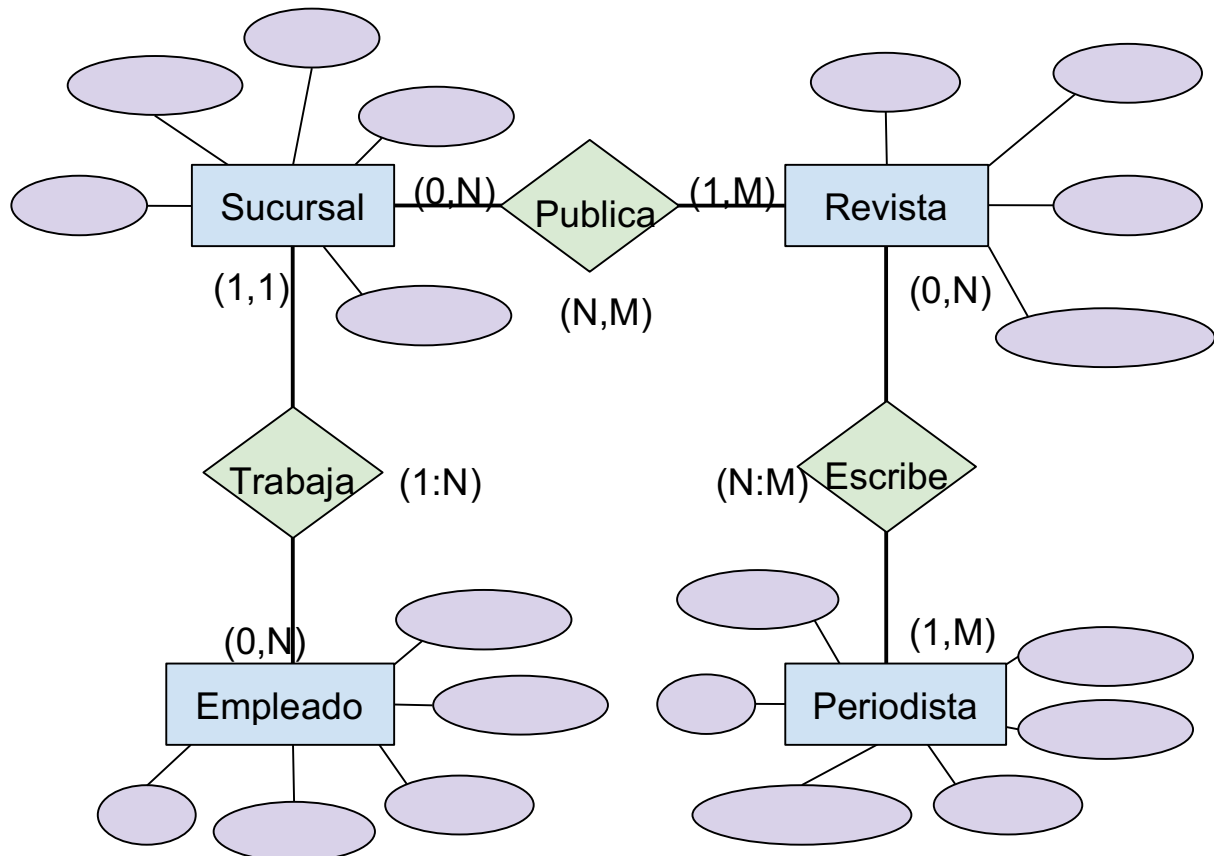 Sucursal
(0,N)
Publica
(1,M)
Revista
(1,1)
(N,M)
(0,N)
Trabaja
(1:N)
(N:M)
Escribe
(0,N)
(1,M)
Empleado
Periodista